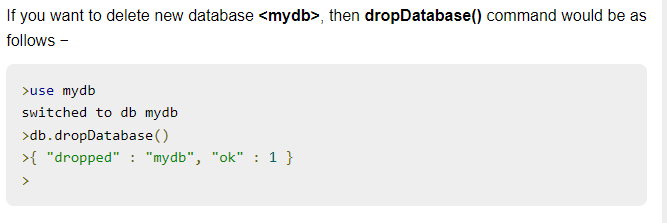 If you want to delete new database <mydb>, then dropDatabase() command would be as
follows −
>use mydb
switched to db mydb
>db.dropDatabase()
>{ "dropped" : "mydb", "ok" : 1 }
>